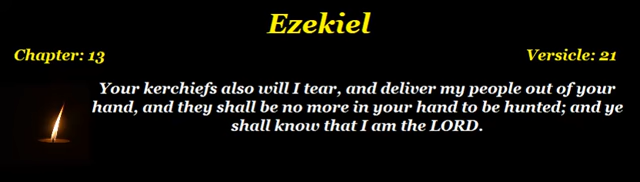 Ezekiel
Chapter: 13
Versicle: 21
Your kerchiefs also will I tear, and deliver my people out of your
hand, and they shall be no more in your hand to be hunted; and ye
shall know that I am the LORD.